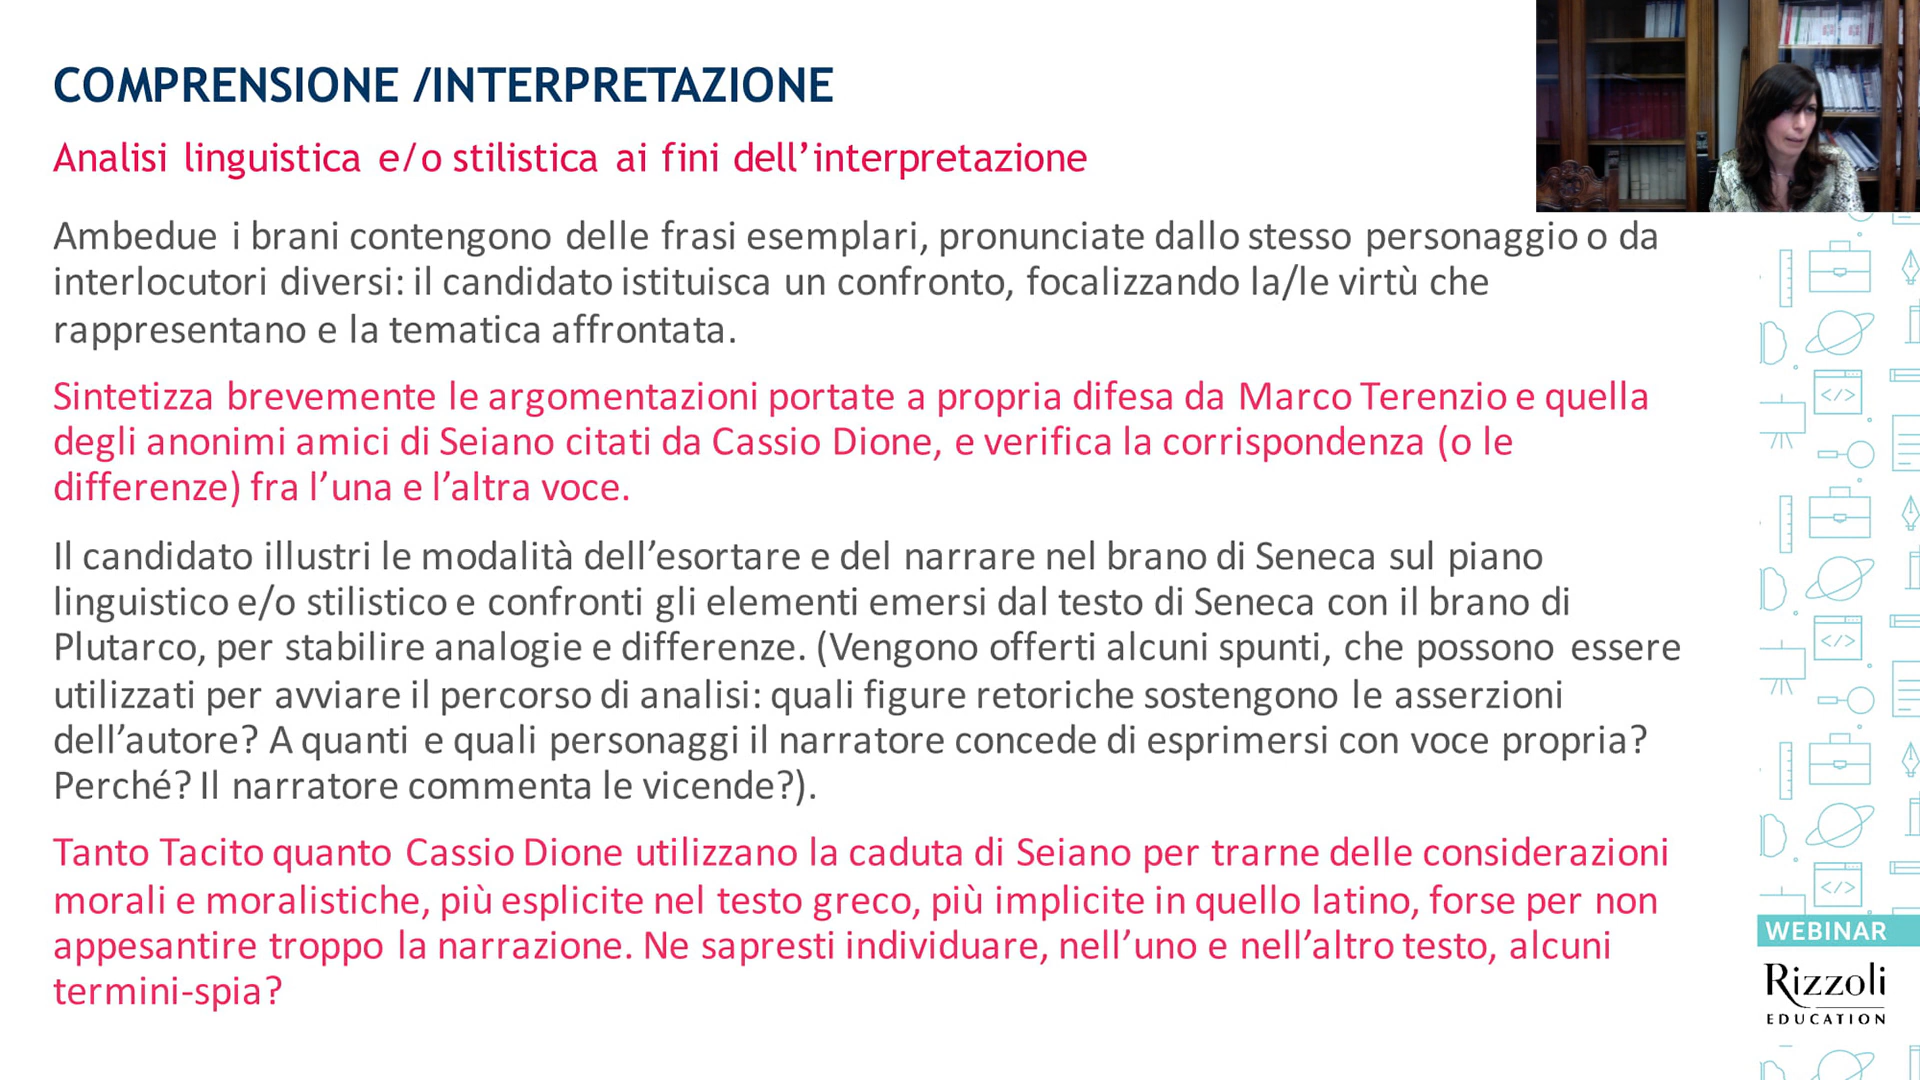 COMPRENSIONE /INTERPRETAZIONE
Analisi linguistica e/o stilistica ai fini dell’interpretazione
Ambedue i brani contengono delle frasi esemplari, pronunciate dallo stesso personaggio o da
interlocutori diversi: il candidato istituisca un confronto, focalizzando la/le virtù che
rappresentano e la tematica affrontata.
Sintetizza brevemente le argomentazioni portate a propria difesa da Marco Terenzio e quella
degli anonimi amici di Seiano citati da Cassio Dione, e verifica la corrispondenza (o le
differenze) fra l’una e l’altra voce.
Il candidato illustri le modalità dell’esortare e del narrare nel brano di Seneca sul piano
linguistico e/o stilistico e confronti gli elementi emersi dal testo di Seneca con il brano di
Plutarco, per stabilire analogie e differenze. (Vengono offerti alcuni spunti, che possono essere
utilizzati per avviare il percorso di analisi: quali figure retoriche sostengono le asserzioni
dell’autore? A quanti e quali personaggi il narratore concede di esprimersi con voce propria?
Perché? Il narratore commenta le vicende?).
Tanto Tacito quanto Cassio Dione utilizzano la caduta di Seiano per trarne delle considerazioni
morali e moralistiche, più esplicite nel testo greco, più implicite in quello latino, forse per non
appesantire troppo la narrazione. Ne sapresti individuare, nell’uno e nell’altro testo, alcuni
termini-spia?
WEBINAR
Rizzoli
EDUCATION